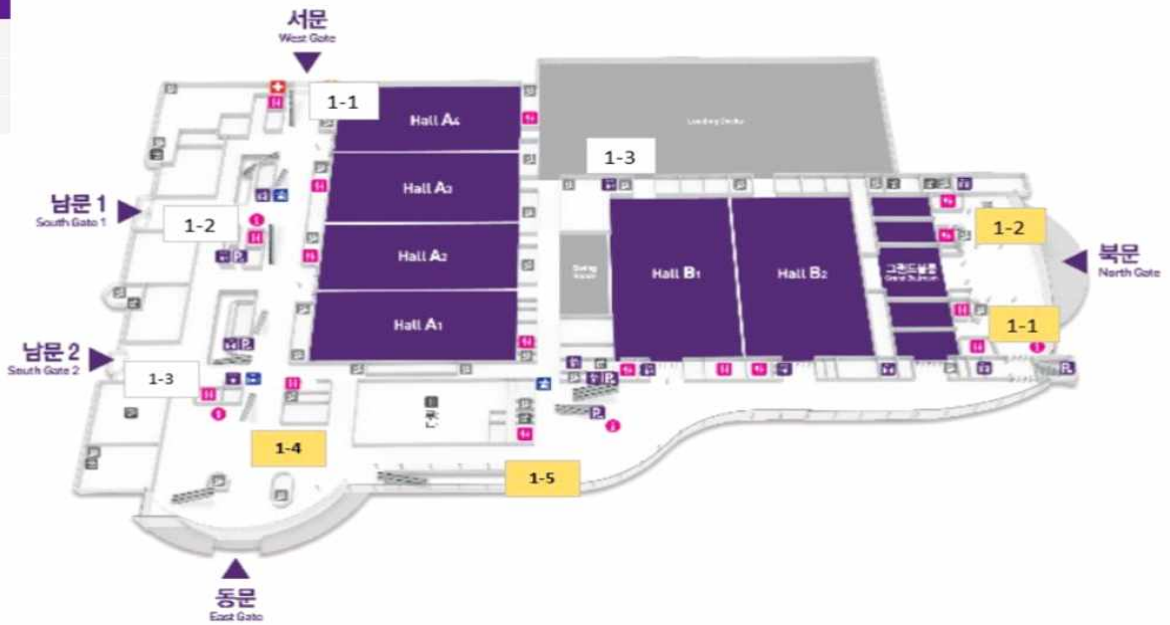 서문
West Gate
1-1
Hall A4
Loading Decks
1-3
Hall A3
남문 1
South Gate 1
1-2
1-2
북문
North Gate
Hall A2
Hall B1
Hall B2
그랜드볼룸
Grand Ballroom
Hall A1
1-1
남문 2
South Gate 2
1-3
1-4
1-5
동문
East Gate